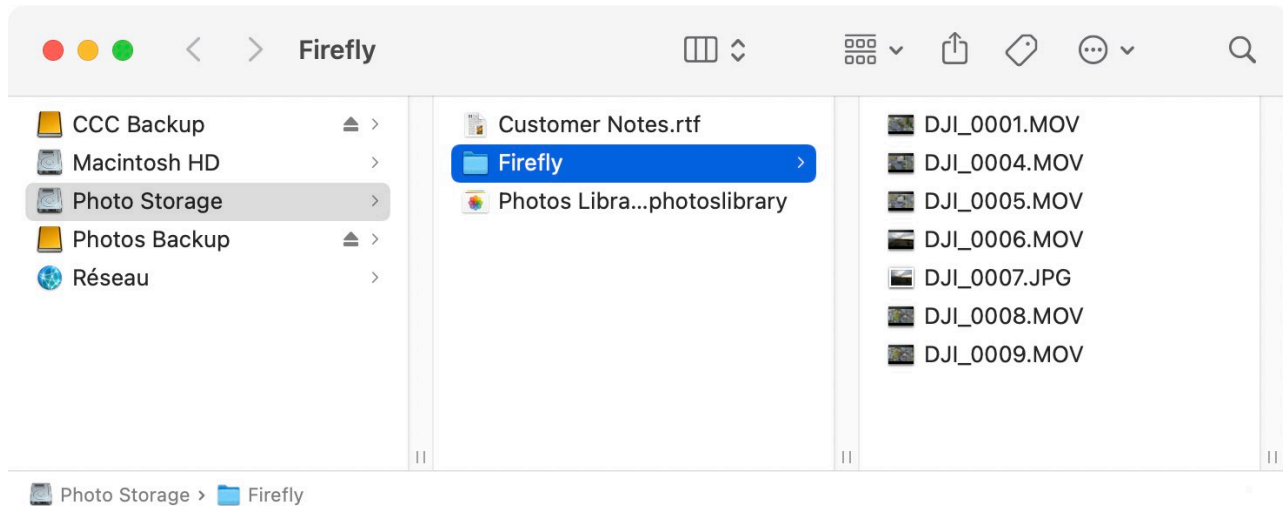 Firefly
CCC Backup
Macintosh HD
Photo Storage
Photos Backup
Réseau
Customer Notes.rtf
Firefly
Photos Libra...photoslibrary
DJI_0001.MOV
DJI_0004.MOV
DJI_0005.MOV
DJI_0006.MOV
DJI_0007.JPG
DJI_0008.MOV
DJI_0009.MOV
Photo Storage › Firefly